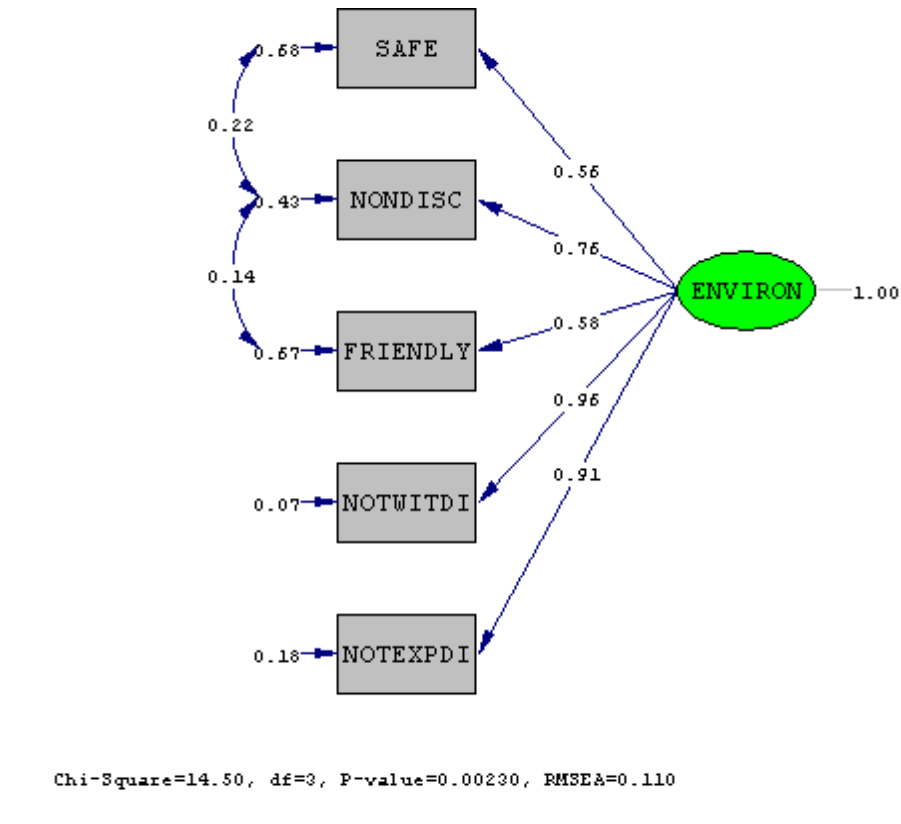 0.68 SAFE
0.22
0.56
0.43 NONDISC
0.76
0.14
ENVIRON 1.00
0.58
0.67 FRIENDLY
0.96
0.91
0.07 NOTWITDI
0.18 NOTEXPDI
Chi-Square=14.50, df=3, P-value=0.00230, RMSEA=0.110